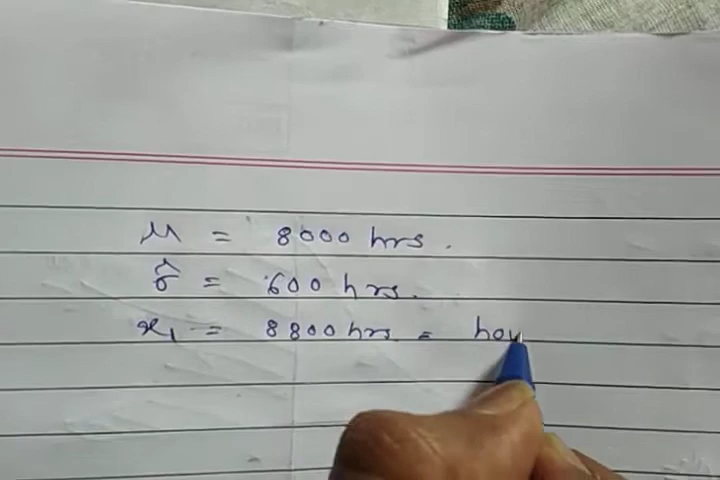 μ = 8000 hrs.
σ̂ = 600 hrs.
x₁ = 8800 hrs. = hou